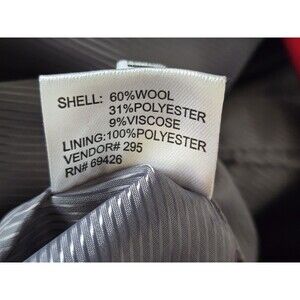 SHELL: 60%WOOL
31%POLYESTER
9%VISCOSE
LINING:100%POLYESTER
VENDOR# 295
RN# 69426